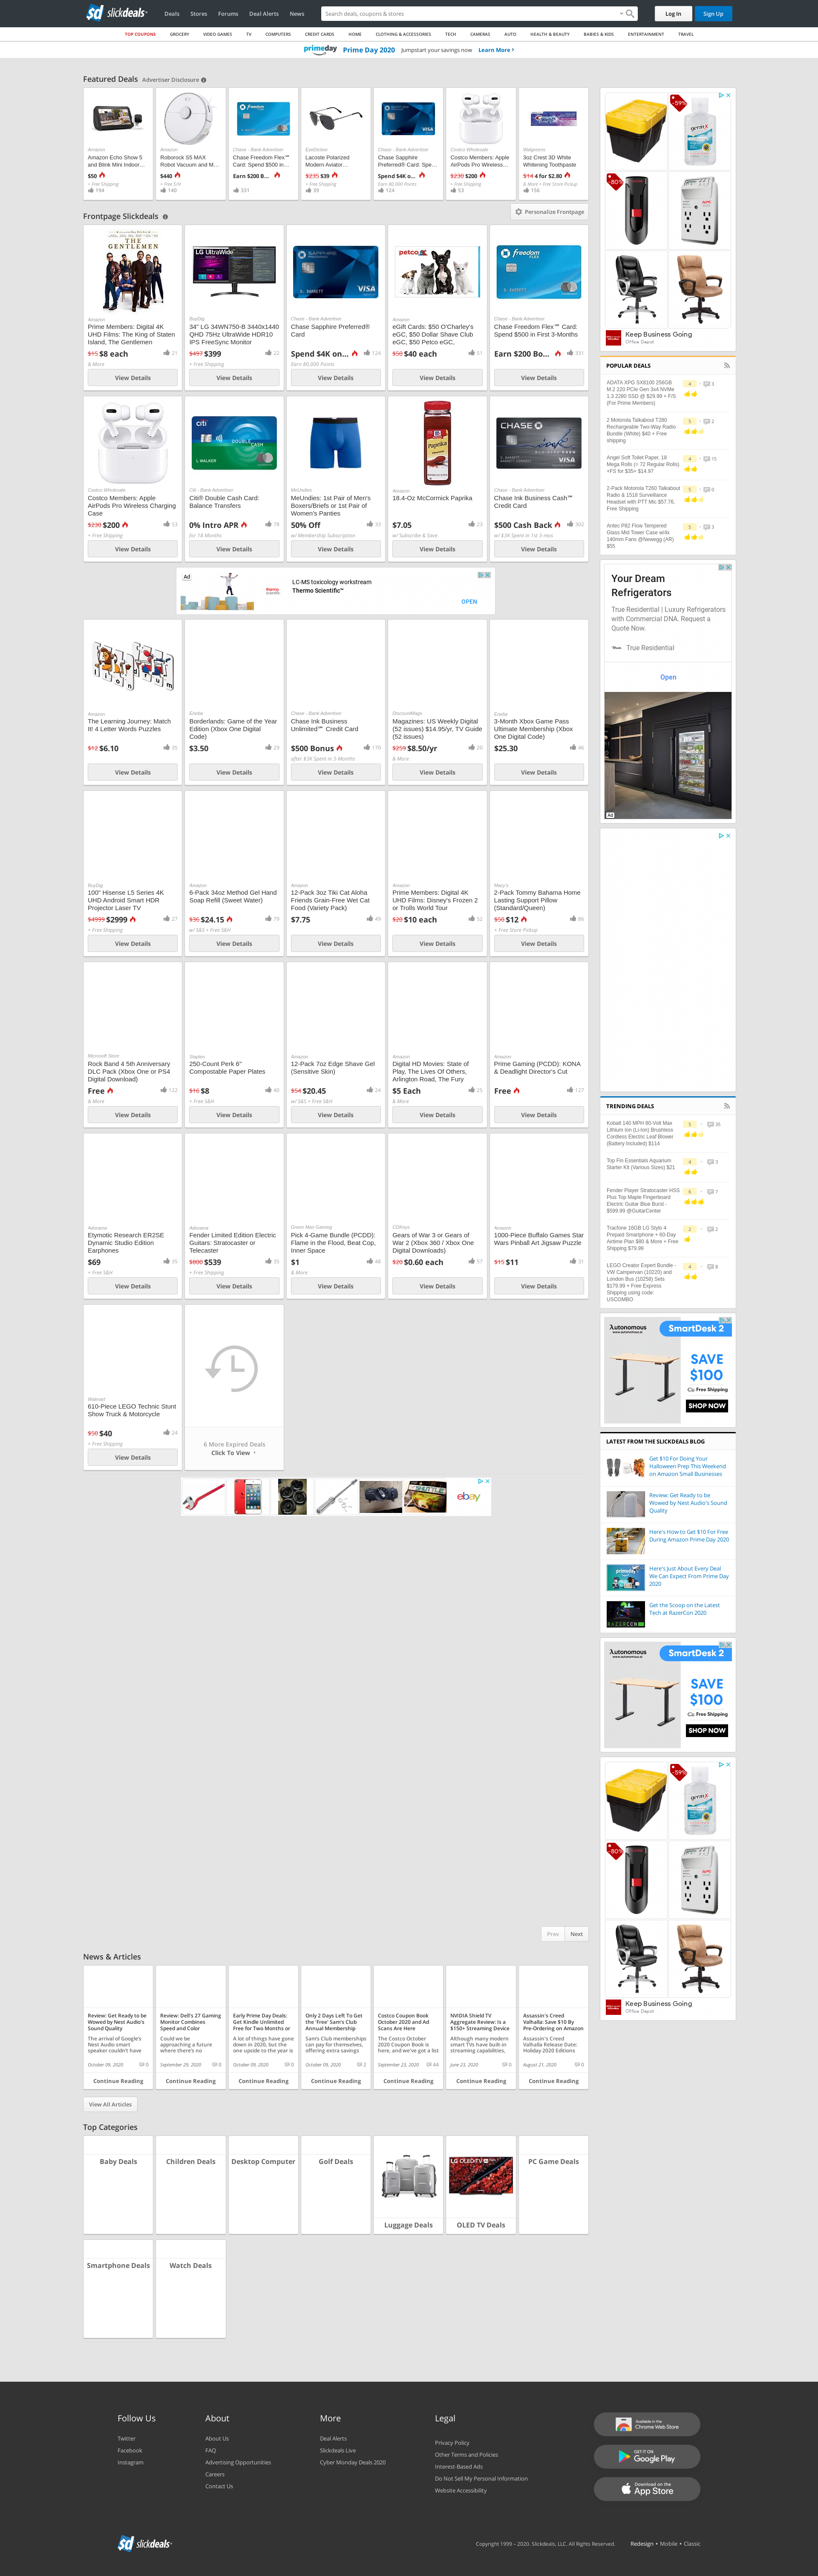 slickdeals
Deals
Stores
Forums
Deal Alerts
News
Search deals, coupons & stores
Log In
Sign Up
TOP COUPONS
GROCERY
VIDEO GAMES
TV
COMPUTERS
CREDIT CARDS
HOME
CLOTHING & ACCESSORIES
TECH
CAMERAS
AUTO
HEALTH & BEAUTY
BABIES & KIDS
ENTERTAINMENT
TRAVEL
prime day
Prime Day 2020
Jumpstart your savings now
Learn More
Featured Deals
Advertiser Disclosure
Amazon
Amazon Echo Show 5
and Blink Mini Indoor...
$50
+ Free Shipping
194
Amazon
Roborock S5 MAX
Robot Vacuum and M...
$440
+ Free S/H
140
Chase - Bank Advertiser
Chase Freedom Flex℠
Card: Spend $500 in...
Earn $200 B...
331
EyeDictive
Lacoste Polarized
Modern Aviator...
$235 $39
+ Free Shipping
39
Chase - Bank Advertiser
Chase Sapphire
Preferred® Card: Spe...
Spend $4K o...
Earn 80,000 Points
124
Costco Wholesale
Costco Members: Apple
AirPods Pro Wireless...
$230 $200
+ Free Shipping
53
Walgreens
3oz Crest 3D White
Whitening Toothpaste
$14 4 for $2.80
& More + Free Store Pickup
156
Frontpage Slickdeals
Personalize Frontpage
Amazon
Prime Members: Digital 4K
UHD Films: The King of Staten
Island, The Gentlemen
$15 $8 each
21
& More
View Details
BuyDig
34" LG 34WN750-B 3440x1440
QHD 75Hz UltraWide HDR10
IPS FreeSync Monitor
$497 $399
22
+ Free Shipping
View Details
Chase - Bank Advertiser
Chase Sapphire Preferred®
Card
Spend $4K on...
124
Earn 80,000 Points
View Details
Amazon
eGift Cards: $50 O'Charley's
eGC, $50 Dollar Shave Club
eGC, $50 Petco eGC,
$50 $40 each
51
View Details
Chase - Bank Advertiser
Chase Freedom Flex℠ Card:
Spend $500 in First 3-Months
Earn $200 Bo...
331
View Details
Costco Wholesale
Costco Members: Apple
AirPods Pro Wireless Charging
Case
$230 $200
53
+ Free Shipping
View Details
Citi - Bank Advertiser
Citi® Double Cash Card:
Balance Transfers
0% Intro APR
78
for 18 Months
View Details
MeUndies
MeUndies: 1st Pair of Men's
Boxers/Briefs or 1st Pair of
Women's Panties
50% Off
33
w/ Membership Subscription
View Details
Amazon
18.4-Oz McCormick Paprika
$7.05
23
w/ Subscribe & Save
View Details
Chase - Bank Advertiser
Chase Ink Business Cash℠
Credit Card
$500 Cash Back
302
w/ $3K Spent in 1st 3-mos
View Details
Ad
LC-MS toxicology workstream
Thermo Scientific™
OPEN
Amazon
The Learning Journey: Match
It! 4 Letter Words Puzzles
$12 $6.10
35
View Details
Eneba
Borderlands: Game of the Year
Edition (Xbox One Digital
Code)
$3.50
29
View Details
Chase - Bank Advertiser
Chase Ink Business
Unlimited℠ Credit Card
$500 Bonus
170
after $3K Spent in 3 Months
View Details
DiscountMags
Magazines: US Weekly Digital
(52 issues) $14.95/yr, TV Guide
(52 issues)
$259 $8.50/yr
20
& More
View Details
Eneba
3-Month Xbox Game Pass
Ultimate Membership (Xbox
One Digital Code)
$25.30
46
View Details
BuyDig
100" Hisense L5 Series 4K
UHD Android Smart HDR
Projector Laser TV
$4999 $2999
27
+ Free Shipping
View Details
Amazon
6-Pack 34oz Method Gel Hand
Soap Refill (Sweet Water)
$36 $24.15
79
w/ S&S + Free S&H
View Details
Amazon
12-Pack 3oz Tiki Cat Aloha
Friends Grain-Free Wet Cat
Food (Variety Pack)
$7.75
49
View Details
Amazon
Prime Members: Digital 4K
UHD Films: Disney's Frozen 2
or Trolls World Tour
$20 $10 each
52
View Details
Macy's
2-Pack Tommy Bahama Home
Lasting Support Pillow
(Standard/Queen)
$50 $12
86
+ Free Store Pickup
View Details
Microsoft Store
Rock Band 4 5th Anniversary
DLC Pack (Xbox One or PS4
Digital Download)
Free
122
& More
View Details
Staples
250-Count Perk 6"
Compostable Paper Plates
$16 $8
40
+ Free S&H
View Details
Amazon
12-Pack 7oz Edge Shave Gel
(Sensitive Skin)
$54 $20.45
24
w/ S&S + Free S&H
View Details
Amazon
Digital HD Movies: State of
Play, The Lives Of Others,
Arlington Road, The Fury
$5 Each
25
& More
View Details
Amazon
Prime Gaming (PCDD): KONA
& Deadlight Director's Cut
Free
127
View Details
Adorama
Etymotic Research ER2SE
Dynamic Studio Edition
Earphones
$69
35
+ Free S&H
View Details
Adorama
Fender Limited Edition Electric
Guitars: Stratocaster or
Telecaster
$800 $539
35
+ Free Shipping
View Details
Green Man Gaming
Pick 4-Game Bundle (PCDD):
Flame in the Flood, Beat Cop,
Inner Space
$1
48
& More
View Details
CDKeys
Gears of War 3 or Gears of
War 2 (Xbox 360 / Xbox One
Digital Downloads)
$20 $0.60 each
57
View Details
Amazon
1000-Piece Buffalo Games Star
Wars Pinball Art Jigsaw Puzzle
$15 $11
31
View Details
Walmart
610-Piece LEGO Technic Stunt
Show Truck & Motorcycle
$50 $40
24
+ Free Shipping
View Details
6 More Expired Deals
Click To View
ebay
Prev
Next
News & Articles
Review: Get Ready to be
Wowed by Nest Audio's
Sound Quality
The arrival of Google's
Nest Audio smart
speaker couldn't have
October 09, 2020
0
Continue Reading
Review: Dell's 27 Gaming
Monitor Combines
Speed and Color
Could we be
approaching a future
where there's no
September 29, 2020
0
Continue Reading
Early Prime Day Deals:
Get Kindle Unlimited
Free for Two Months or
A lot of things have gone
down in 2020, but the
one upside to the year is
October 09, 2020
0
Continue Reading
Only 2 Days Left To Get
the 'Free' Sam's Club
Annual Membership
Sam's Club memberships
can pay for themselves,
offering extra savings
October 09, 2020
2
Continue Reading
Costco Coupon Book
October 2020 and Ad
Scans Are Here
The Costco October
2020 Coupon Book is
here, and we've got a list
September 23, 2020
44
Continue Reading
NVIDIA Shield TV
Aggregate Review: Is a
$150+ Streaming Device
Although many modern
smart TVs have built-in
streaming capabilities,
June 23, 2020
0
Continue Reading
Assassin's Creed
Valhalla: Save $10 By
Pre-Ordering on Amazon
Assassin's Creed
Valhalla Release Date:
Holiday 2020 Editions
August 21, 2020
0
Continue Reading
View All Articles
Top Categories
Baby Deals
Children Deals
Desktop Computer
Golf Deals
Luggage Deals
OLED TV Deals
PC Game Deals
Smartphone Deals
Watch Deals
-59%
-80%
Keep Business Going
Office Depot
POPULAR DEALS
ADATA XPG SX8100 256GB
M.2 220 PCIe Gen 3x4 NVMe
1.3 2280 SSD @ $29.99 + F/S
(For Prime Members)
4
3
2 Motorola Talkabout T280
Rechargeable Two-Way Radio
Bundle (White) $40 + Free
shipping
5
2
Angel Soft Toilet Paper, 18
Mega Rolls (= 72 Regular Rolls)
+FS for $35+ $14.97
4
15
2-Pack Motorola T260 Talkabout
Radio & 1518 Surveillance
Headset with PTT Mic $57.76,
Free Shipping
5
0
Antec P82 Flow Tempered
Glass Mid Tower Case w/4x
140mm Fans @Newegg (AR)
$55
5
3
Your Dream
Refrigerators
True Residential | Luxury Refrigerators
with Commercial DNA. Request a
Quote Now.
True Residential
Open
Ad
TRENDING DEALS
Kobalt 140 MPH 80-Volt Max
Lithium Ion (Li-Ion) Brushless
Cordless Electric Leaf Blower
(Battery Included) $114
5
36
Top Fin Essentials Aquarium
Starter Kit (Various Sizes) $21
4
3
Fender Player Stratocaster HSS
Plus Top Maple Fingerboard
Electric Guitar Blue Burst -
$599.99 @GuitarCenter
6
7
Tracfone 16GB LG Stylo 4
Prepaid Smartphone + 60-Day
Airtime Plan $80 & More + Free
Shipping $79.99
2
2
LEGO Creator Expert Bundle -
VW Campervan (10220) and
London Bus (10258) Sets
$179.99 + Free Express
Shipping using code:
USCOMBO
4
8
Autonomous
SmartDesk 2
SAVE
$100
Free Shipping
SHOP NOW
LATEST FROM THE SLICKDEALS BLOG
Get $10 For Doing Your
Halloween Prep This Weekend
on Amazon Small Businesses
Review: Get Ready to be
Wowed by Nest Audio's Sound
Quality
Here's How to Get $10 For Free
During Amazon Prime Day 2020
Here's Just About Every Deal
We Can Expect From Prime Day
2020
Get the Scoop on the Latest
Tech at RazerCon 2020
Autonomous
SmartDesk 2
SAVE
$100
Free Shipping
SHOP NOW
-59%
-80%
Keep Business Going
Office Depot
Follow Us
Twitter
Facebook
Instagram
About
About Us
FAQ
Advertising Opportunities
Careers
Contact Us
More
Deal Alerts
Slickdeals Live
Cyber Monday Deals 2020
Legal
Privacy Policy
Other Terms and Policies
Interest-Based Ads
Do Not Sell My Personal Information
Website Accessibility
Available in the
Chrome Web Store
GET IT ON
Google Play
Download on the
App Store
slickdeals
Copyright 1999 – 2020. Slickdeals, LLC. All Rights Reserved.
Redesign • Mobile • Classic